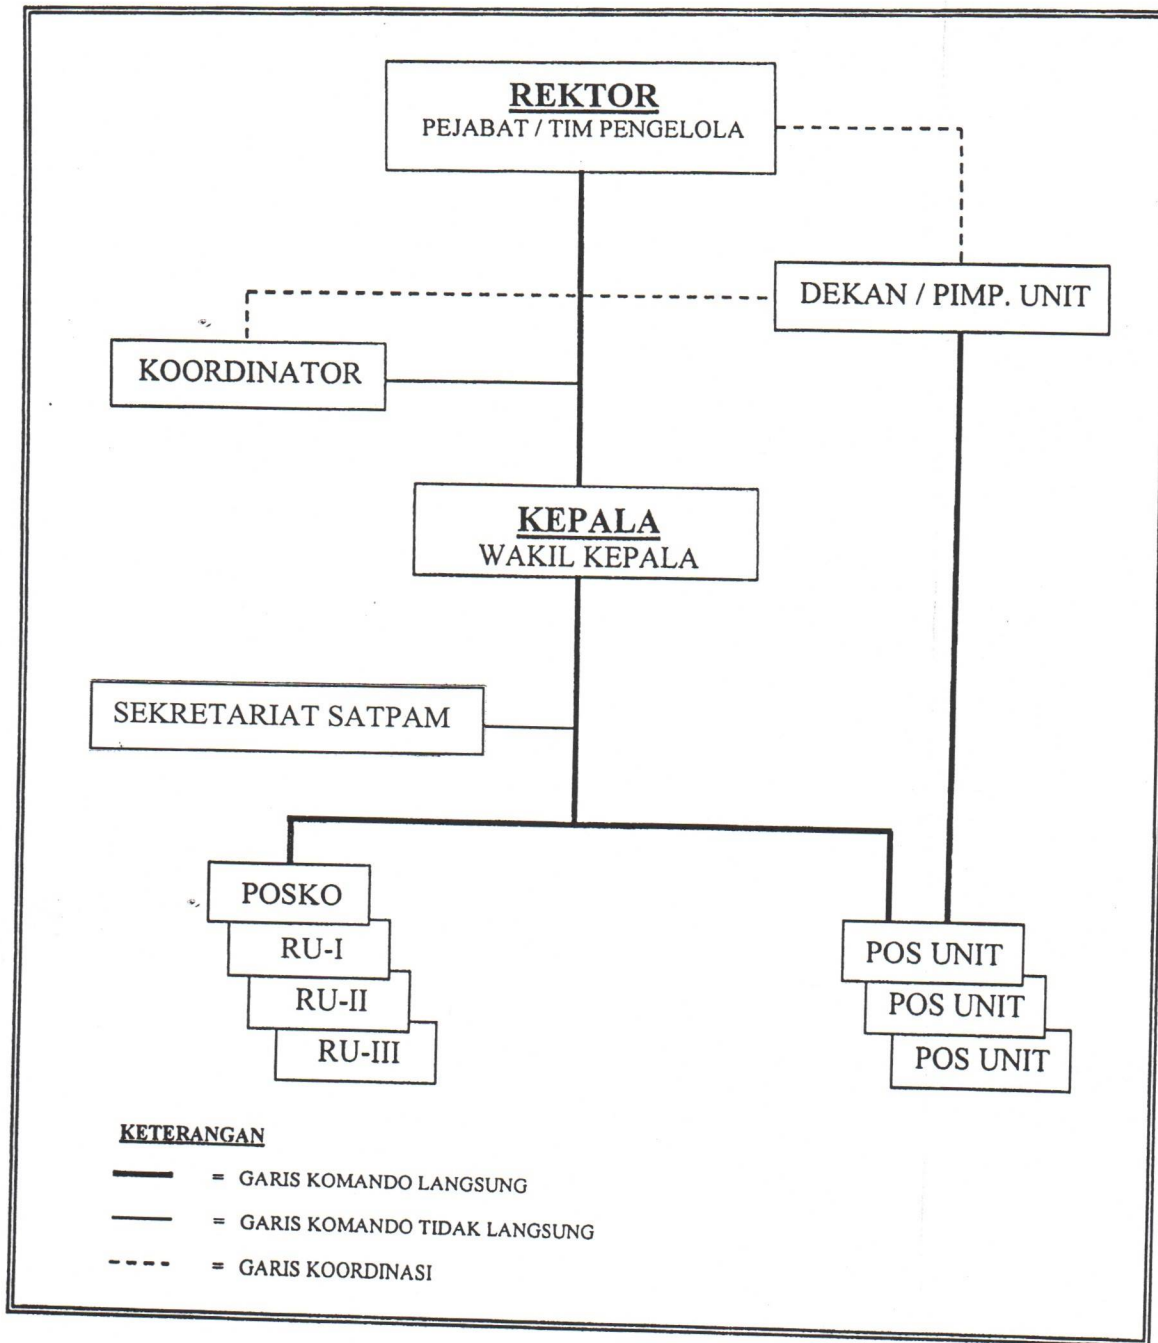 REKTOR
PEJABAT / TIM PENGELOLA
DEKAN / PIMP. UNIT
KOORDINATOR
KEPALA
WAKIL KEPALA
SEKRETARIAT SATPAM
POSKO
RU-I
RU-II
RU-III
POS UNIT
POS UNIT
POS UNIT
KETERANGAN
= GARIS KOMANDO LANGSUNG
= GARIS KOMANDO TIDAK LANGSUNG
= GARIS KOORDINASI